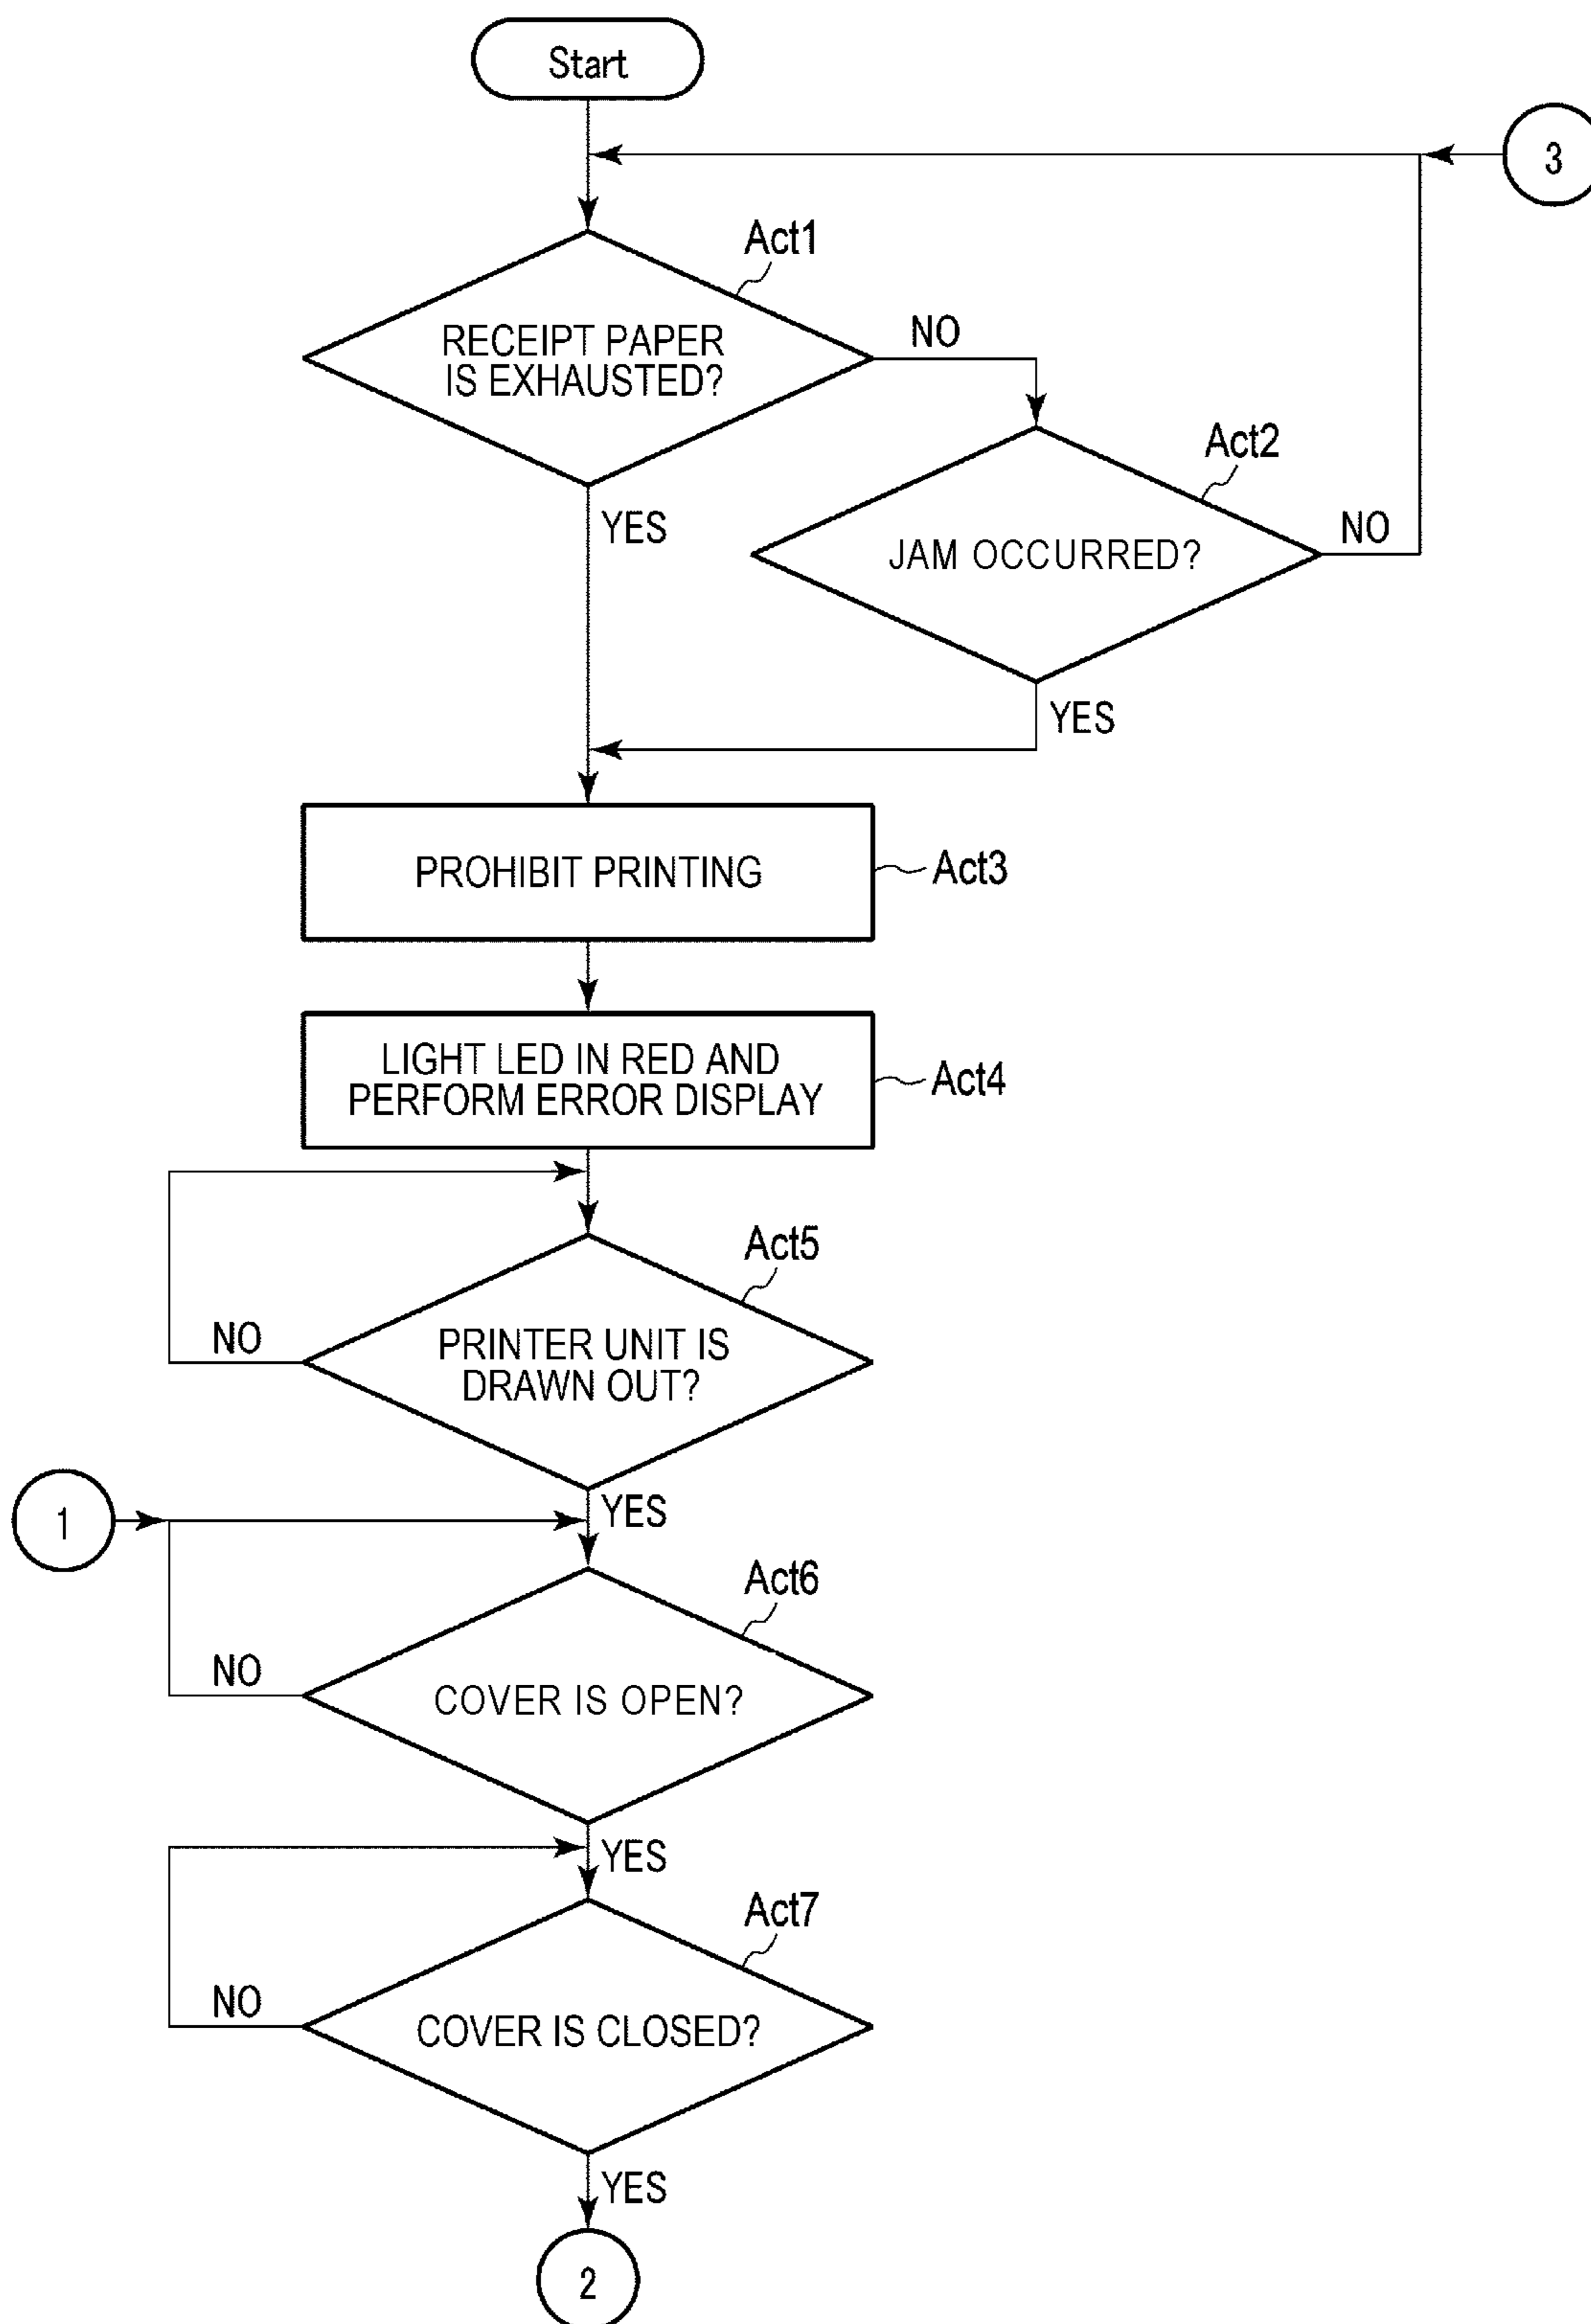 Start
3
Act1
RECEIPT PAPER
IS EXHAUSTED?
NO
Act2
JAM OCCURRED?
NO
YES
YES
PROHIBIT PRINTING
Act3
LIGHT LED IN RED AND
PERFORM ERROR DISPLAY
Act4
Act5
PRINTER UNIT IS
DRAWN OUT?
NO
YES
1
Act6
COVER IS OPEN?
NO
YES
Act7
COVER IS CLOSED?
NO
YES
2